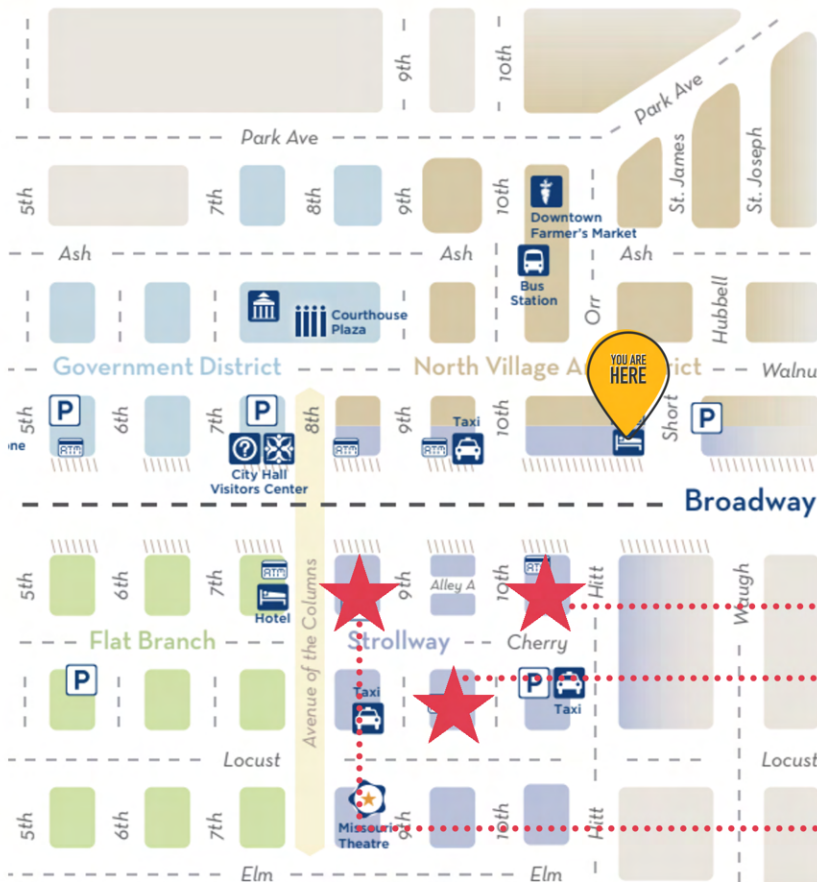 9th
10th
Park Ave
Park Ave
5th
7th
8th
9th
10th
St. James
St. Joseph
Downtown
Farmer's Market
Ash
Ash
Ash
Bus
Station
Orr
Hubbell
Courthouse
Plaza
YOU ARE
HERE
Government District
North Village A
rict
Walnu
5th
6th
7th
8th
9th
10th
Short
P
P
P
Taxi
ne
ATM
ATM
ATM
?
City Hall
Visitors Center
Broadway
5th
6th
7th
9th
10th
Hitt
Waugh
ATM
ATM
Alley A
Hotel
Avenue of the Columns
Flat Branch
Strollway
Cherry
P
P
Taxi
Taxi
Locust
Locust
5th
6th
7th
9th
10th
Hitt
Missouri
Theatre
Elm
Elm